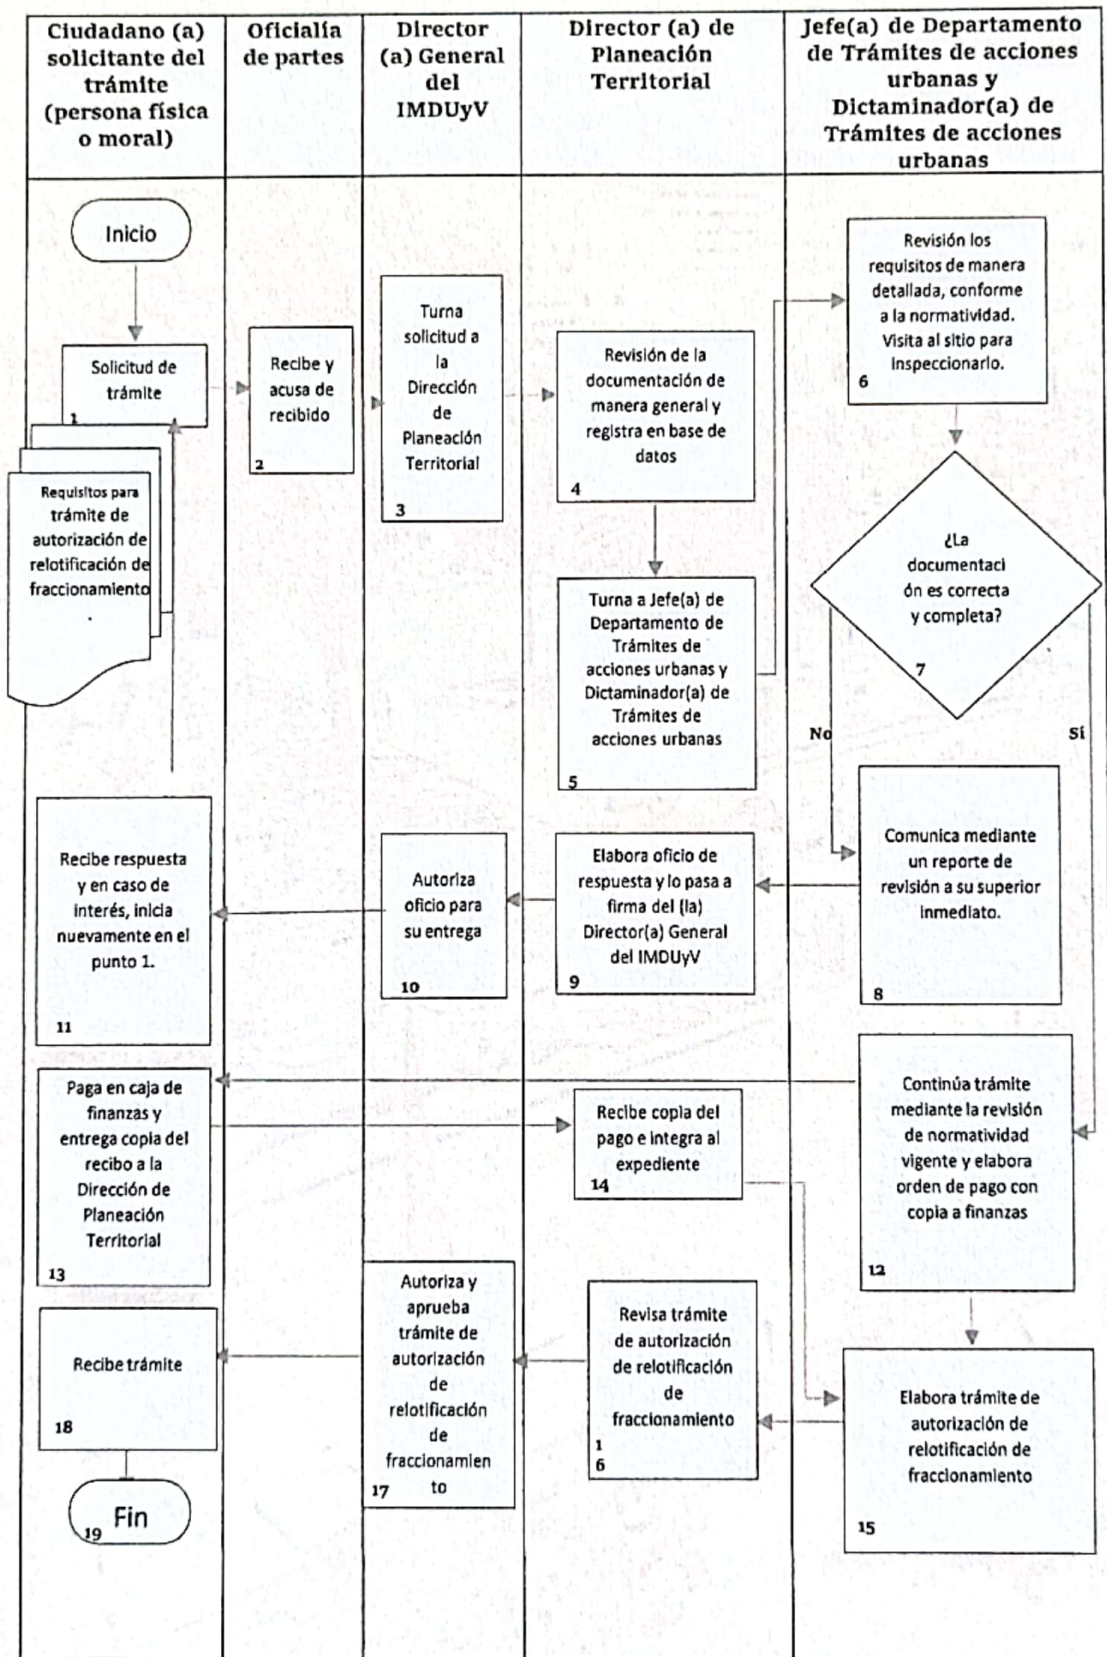 Ciudadano (a)
solicitante del
trámite
(persona física
o moral)
Oficialía
de partes
Director
(a) General
del
IMDUyV
Director (a) de
Planeación
Territorial
Jefe(a) de Departamento
de Trámites de acciones
urbanas y
Dictaminador(a) de
Trámites de acciones
urbanas
Inicio
Solicitud de
trámite
1
Requisitos para
trámite de
autorización de
relotificación de
fraccionamiento
Recibe y
acusa de
recibido
2
Turna
solicitud a
la
Dirección
de
Planeación
Territorial
3
Revisión de la
documentación de
manera general y
registra en base de
datos
4
Turna a Jefe(a) de
Departamento de
Trámites de
acciones urbanas y
Dictaminador(a) de
Trámites de
acciones urbanas
5
Revisión los
requisitos de manera
detallada, conforme
a la normatividad.
Visita al sitio para
inspeccionarlo.
6
¿La
documentaci
ón es correcta
y completa?
7
No
Sí
Comunica mediante
un reporte de
revisión a su superior
inmediato.
8
Elabora oficio de
respuesta y lo pasa a
firma del (la)
Director(a) General
del IMDUyV
9
Autoriza
oficio para
su entrega
10
Recibe respuesta
y en caso de
interés, inicia
nuevamente en el
punto 1.
11
Continúa trámite
mediante la revisión
de normatividad
vigente y elabora
orden de pago con
copia a finanzas
12
Paga en caja de
finanzas y
entrega copia del
recibo a la
Dirección de
Planeación
Territorial
13
Recibe copia del
pago e integra al
expediente
14
Elabora trámite de
autorización de
relotificación de
fraccionamiento
15
Revisa trámite
de autorización
de relotificación
de
fraccionamiento
1
6
Autoriza y
aprueba
trámite de
autorización
de
relotificación
de
fraccionamien
to
17
Recibe trámite
18
Fin
19